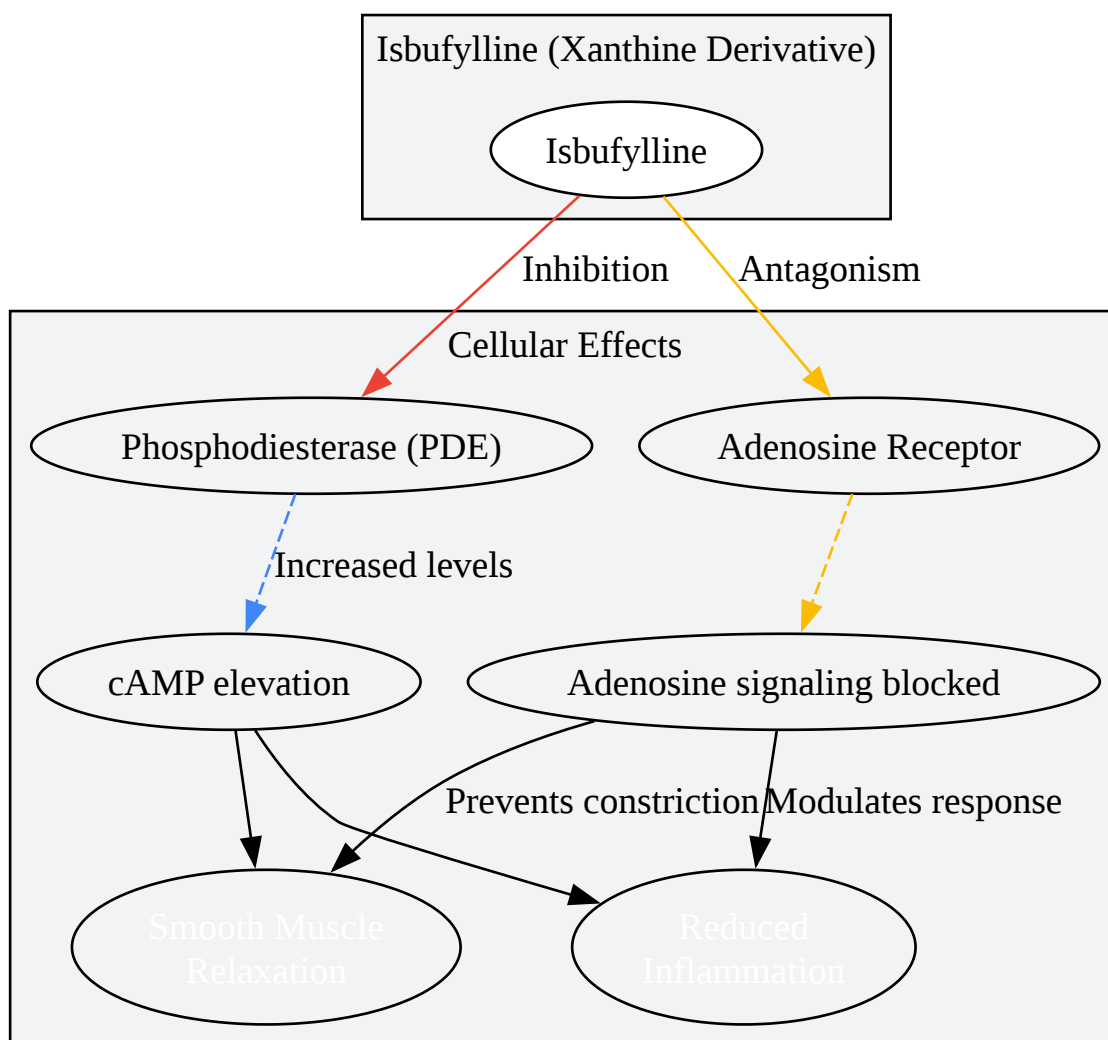 Isbufylline (Xanthine Derivative)
Isbufylline
Inhibition
Antagonism
Cellular Effects
Phosphodiesterase (PDE)
Adenosine Receptor
Increased levels
cAMP elevation
Adenosine signaling blocked
Prevents constriction
Modulates response
Smooth Muscle
Relaxation
Reduced
Inflammation